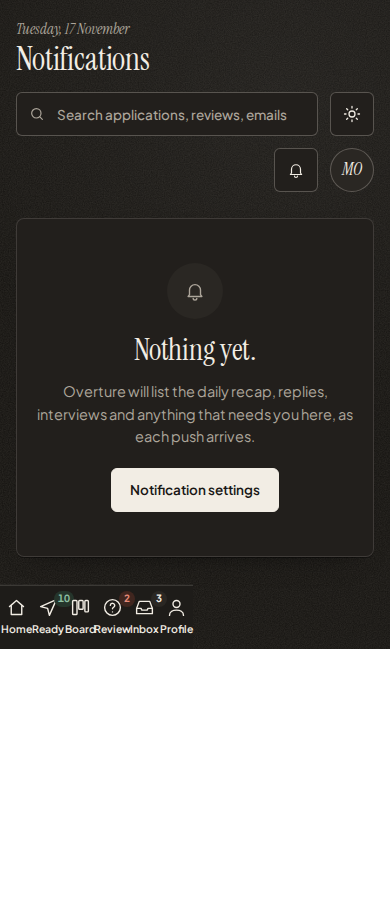 Tuesday, 17 November
Notifications
Search applications, reviews, emails
MO
Nothing yet.
Overture will list the daily recap, replies,
interviews and anything that needs you here, as
each push arrives.
Notification settings
10 2 3
Home Ready Board Review Inbox Profile